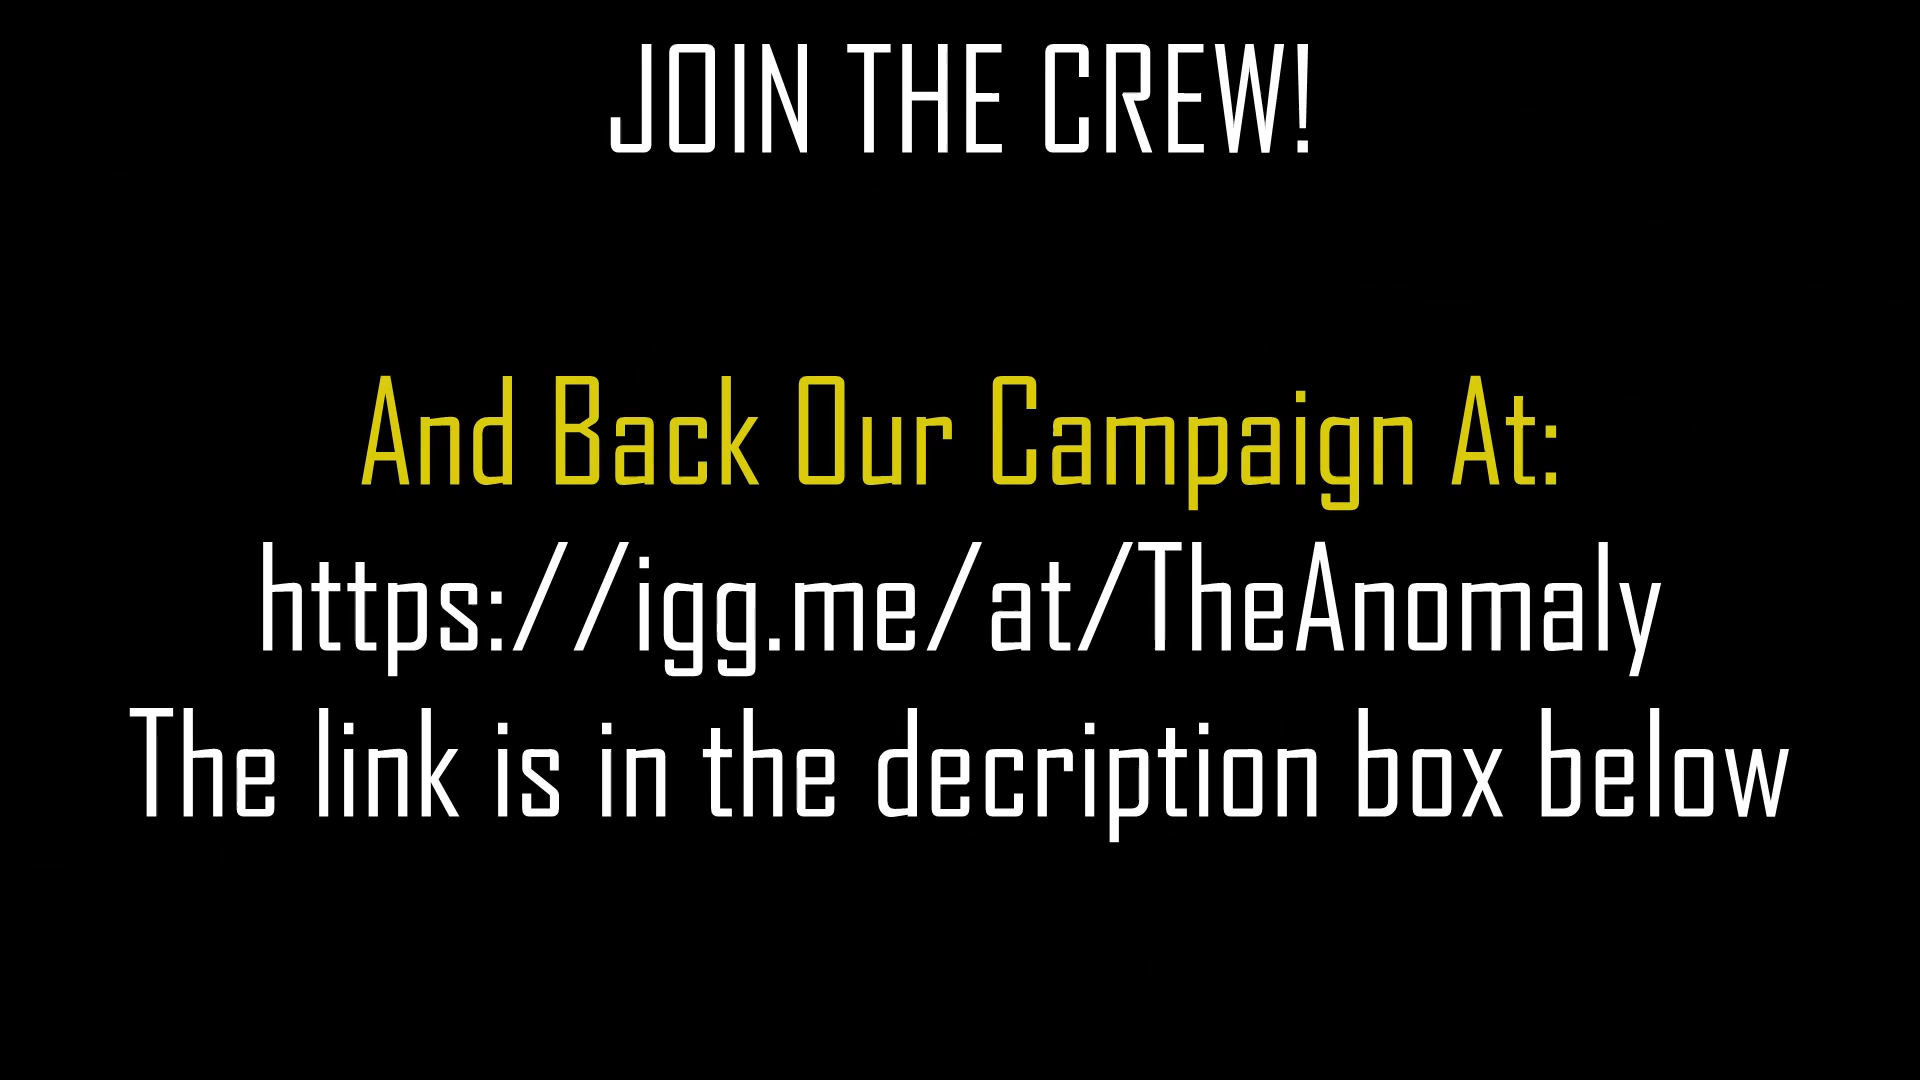 JOIN THE CREW!
And Back Our Campaign At:
https://igg.me/at/TheAnomaly
The link is in the decription box below